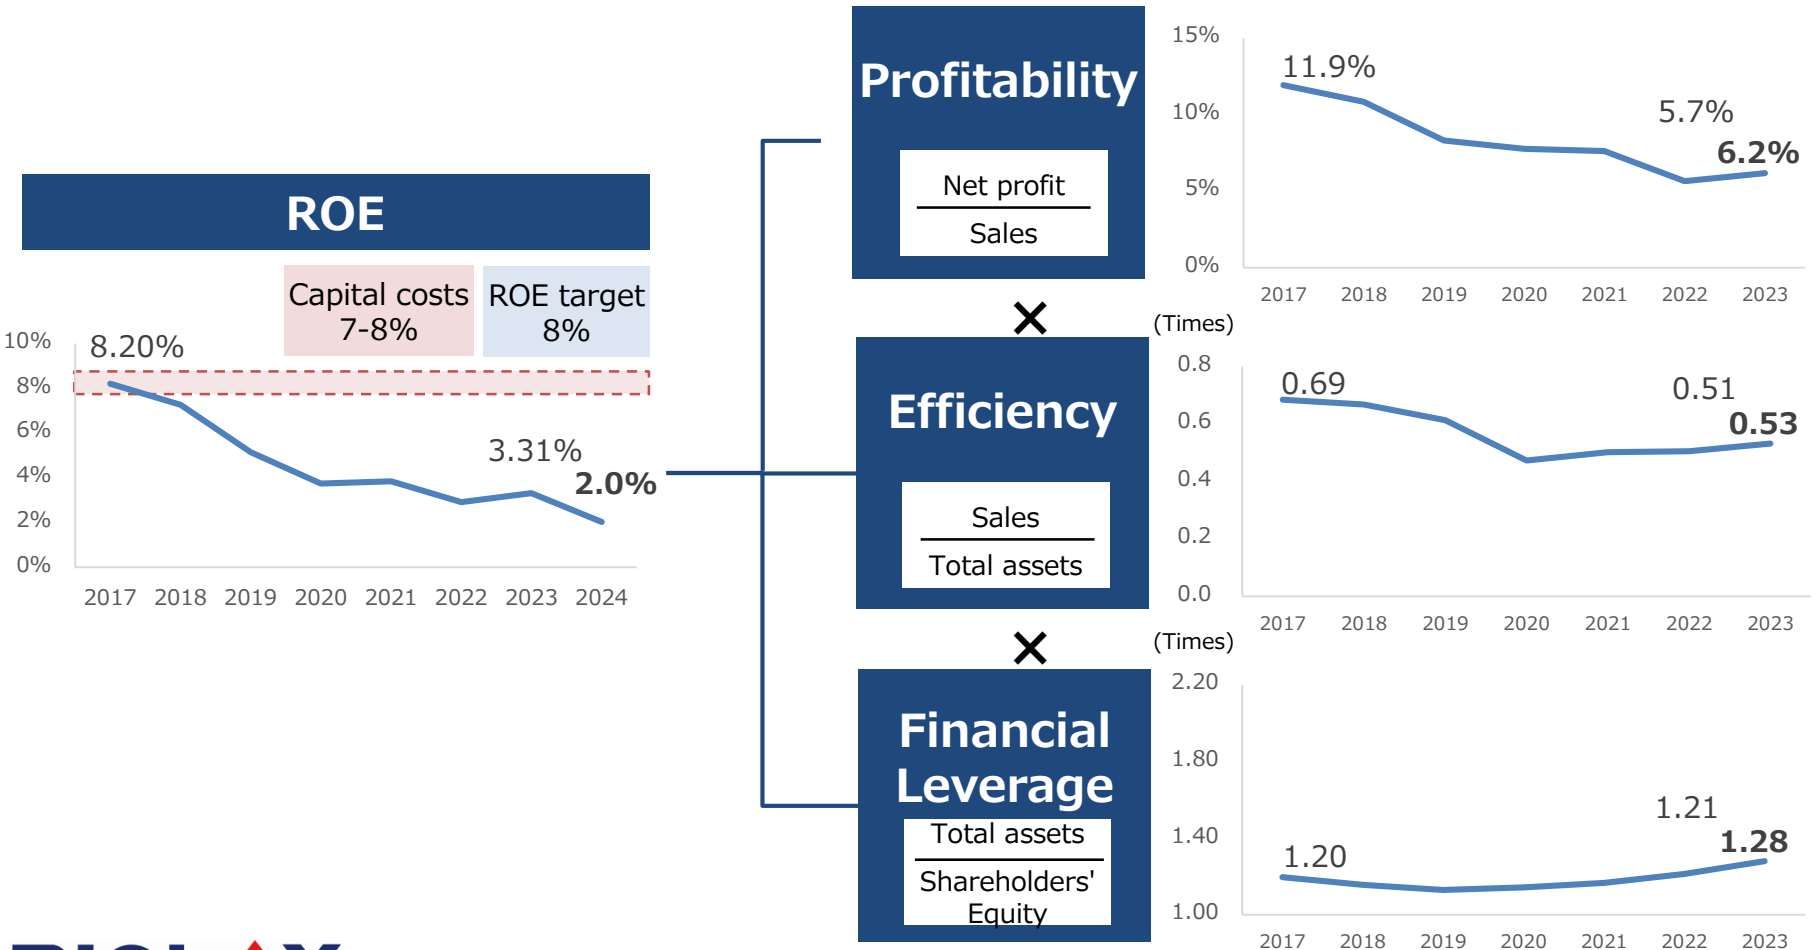 ROE
Capital costs
7-8%
ROE target
8%
10%
8%
6%
4%
2%
0%
8.20%
3.31%
2.0%
2017 2018 2019 2020 2021 2022 2023 2024
Profitability
Net profit
Sales
×
Efficiency
Sales
Total assets
×
Financial
Leverage
Total assets
Shareholders'
Equity
15%
10%
5%
0%
11.9%
5.7%
6.2%
2017 2018 2019 2020 2021 2022 2023
(Times)
0.8
0.6
0.4
0.2
0.0
0.69
0.51
0.53
2017 2018 2019 2020 2021 2022 2023
(Times)
2.20
1.80
1.40
1.00
1.20
1.21
1.28
2017 2018 2019 2020 2021 2022 2023